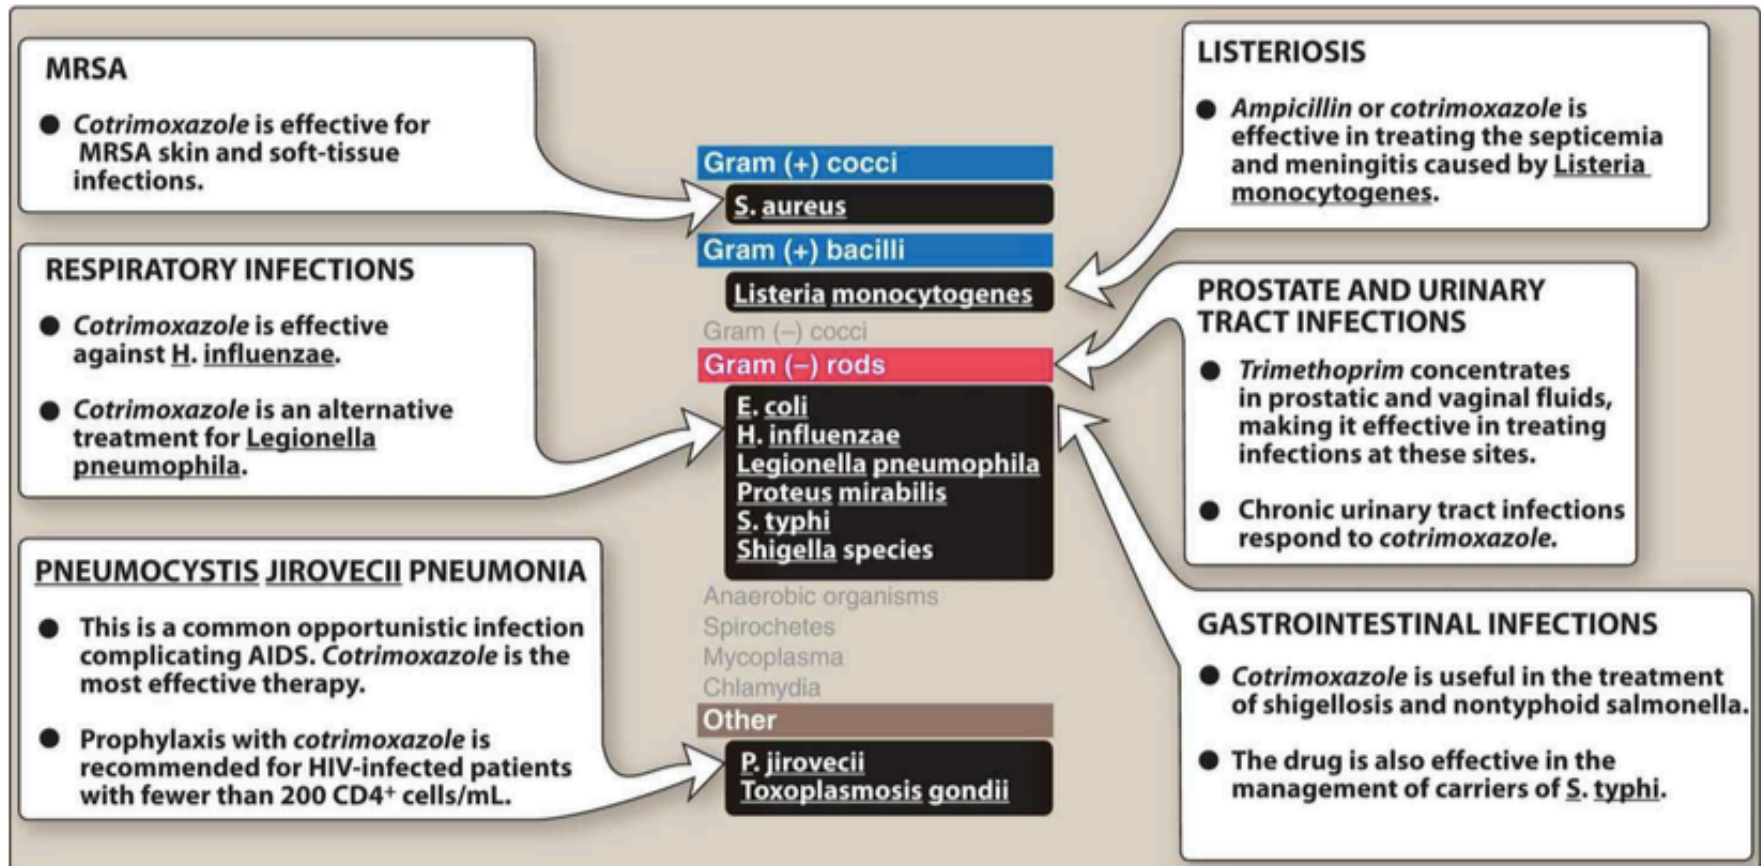 MRSA
● Cotrimoxazole is effective for
MRSA skin and soft-tissue
infections.
RESPIRATORY INFECTIONS
● Cotrimoxazole is effective
against H. influenzae.
● Cotrimoxazole is an alternative
treatment for Legionella
pneumophila.
PNEUMOCYSTIS JIROVECII PNEUMONIA
● This is a common opportunistic infection
complicating AIDS. Cotrimoxazole is the
most effective therapy.
● Prophylaxis with cotrimoxazole is
recommended for HIV-infected patients
with fewer than 200 CD4⁺ cells/mL.
Gram (+) cocci
S. aureus
Gram (+) bacilli
Listeria monocytogenes
Gram (–) cocci
Gram (–) rods
E. coli
H. influenzae
Legionella pneumophila
Proteus mirabilis
S. typhi
Shigella species
Anaerobic organisms
Spirochetes
Mycoplasma
Chlamydia
Other
P. jirovecii
Toxoplasmosis gondii
LISTERIOSIS
● Ampicillin or cotrimoxazole is
effective in treating the septicemia
and meningitis caused by Listeria
monocytogenes.
PROSTATE AND URINARY
TRACT INFECTIONS
● Trimethoprim concentrates
in prostatic and vaginal fluids,
making it effective in treating
infections at these sites.
● Chronic urinary tract infections
respond to cotrimoxazole.
GASTROINTESTINAL INFECTIONS
● Cotrimoxazole is useful in the treatment
of shigellosis and nontyphoid salmonella.
● The drug is also effective in the
management of carriers of S. typhi.